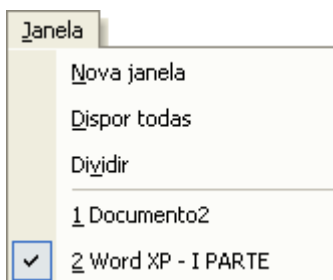 Janela
Nova janela
Dispor todas
Dividir
1 Documento2
2 Word XP - I PARTE